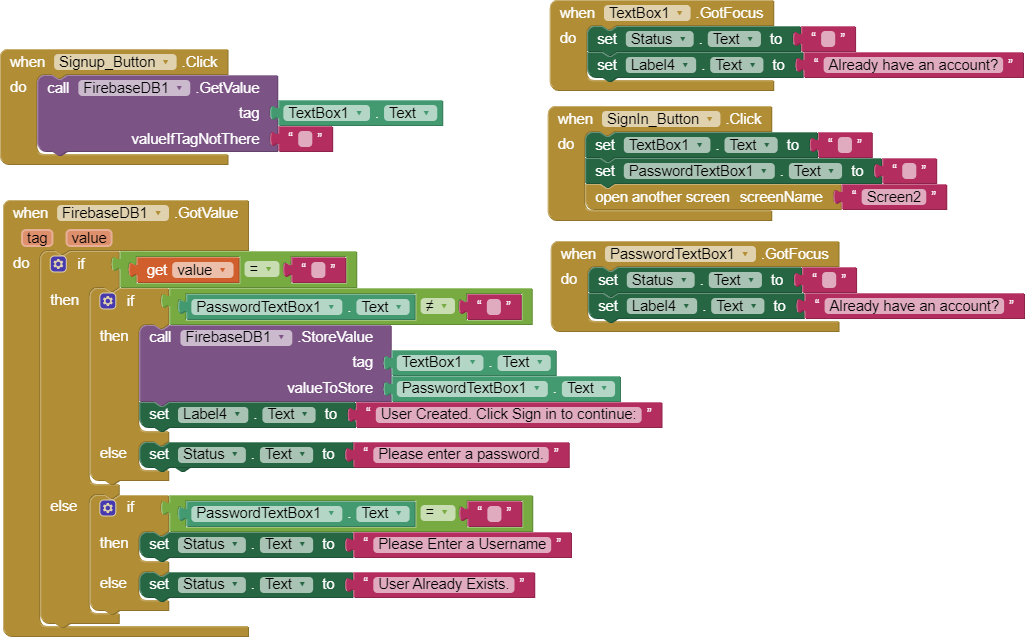 when Signup_Button .Click
do call FirebaseDB1 .GetValue
tag TextBox1 . Text
valueIfTagNotThere “ ”
when FirebaseDB1 .GotValue
tag value
do if get value = “ ”
then if PasswordTextBox1 . Text ≠ “ ”
then call FirebaseDB1 .StoreValue
tag TextBox1 . Text
valueToStore PasswordTextBox1 . Text
set Label4 . Text to “ User Created. Click Sign in to continue: ”
else set Status . Text to “ Please enter a password. ”
else if PasswordTextBox1 . Text = “ ”
then set Status . Text to “ Please Enter a Username ”
else set Status . Text to “ User Already Exists. ”
when TextBox1 .GotFocus
do set Status . Text to “ ”
set Label4 . Text to “ Already have an account? ”
when SignIn_Button .Click
do set TextBox1 . Text to “ ”
set PasswordTextBox1 . Text to “ ”
open another screen screenName “ Screen2 ”
when PasswordTextBox1 .GotFocus
do set Status . Text to “ ”
set Label4 . Text to “ Already have an account? ”